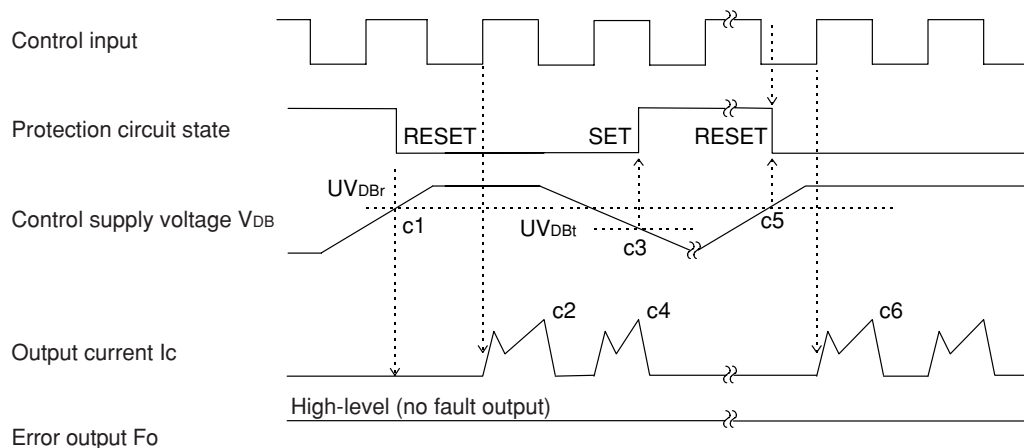 Control input
Protection circuit state
RESET
SET
RESET
UVDBr
Control supply voltage VDB
c1
UVDBt
c3
c5
c2
c4
c6
Output current Ic
High-level (no fault output)
Error output Fo